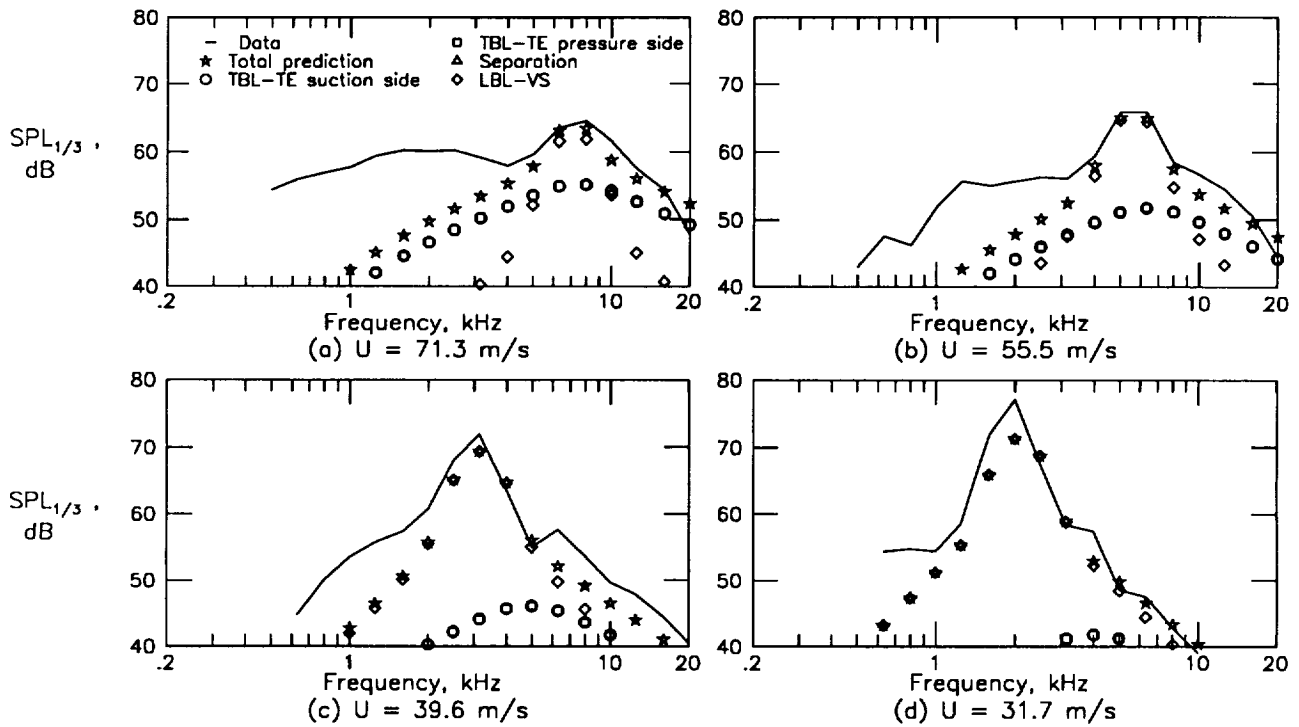 80
70
60
50
40
SPL1/3 ,
dB
Data
Total prediction
TBL–TE suction side
TBL–TE pressure side
Separation
LBL–VS
.2 1 10 20
Frequency, kHz
(a) U = 71.3 m/s
80
70
60
50
40
.2 1 10 20
Frequency, kHz
(b) U = 55.5 m/s
80
70
60
50
40
SPL1/3 ,
dB
.2 1 10 20
Frequency, kHz
(c) U = 39.6 m/s
80
70
60
50
40
.2 1 10 20
Frequency, kHz
(d) U = 31.7 m/s